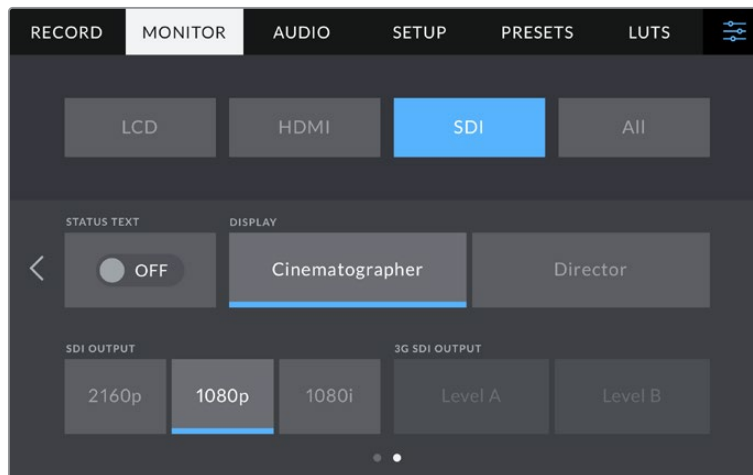 RECORD MONITOR AUDIO SETUP PRESETS LUTS
LCD HDMI SDI All
STATUS TEXT DISPLAY
OFF Cinematographer Director
SDI OUTPUT 3G SDI OUTPUT
2160p 1080p 1080i Level A Level B